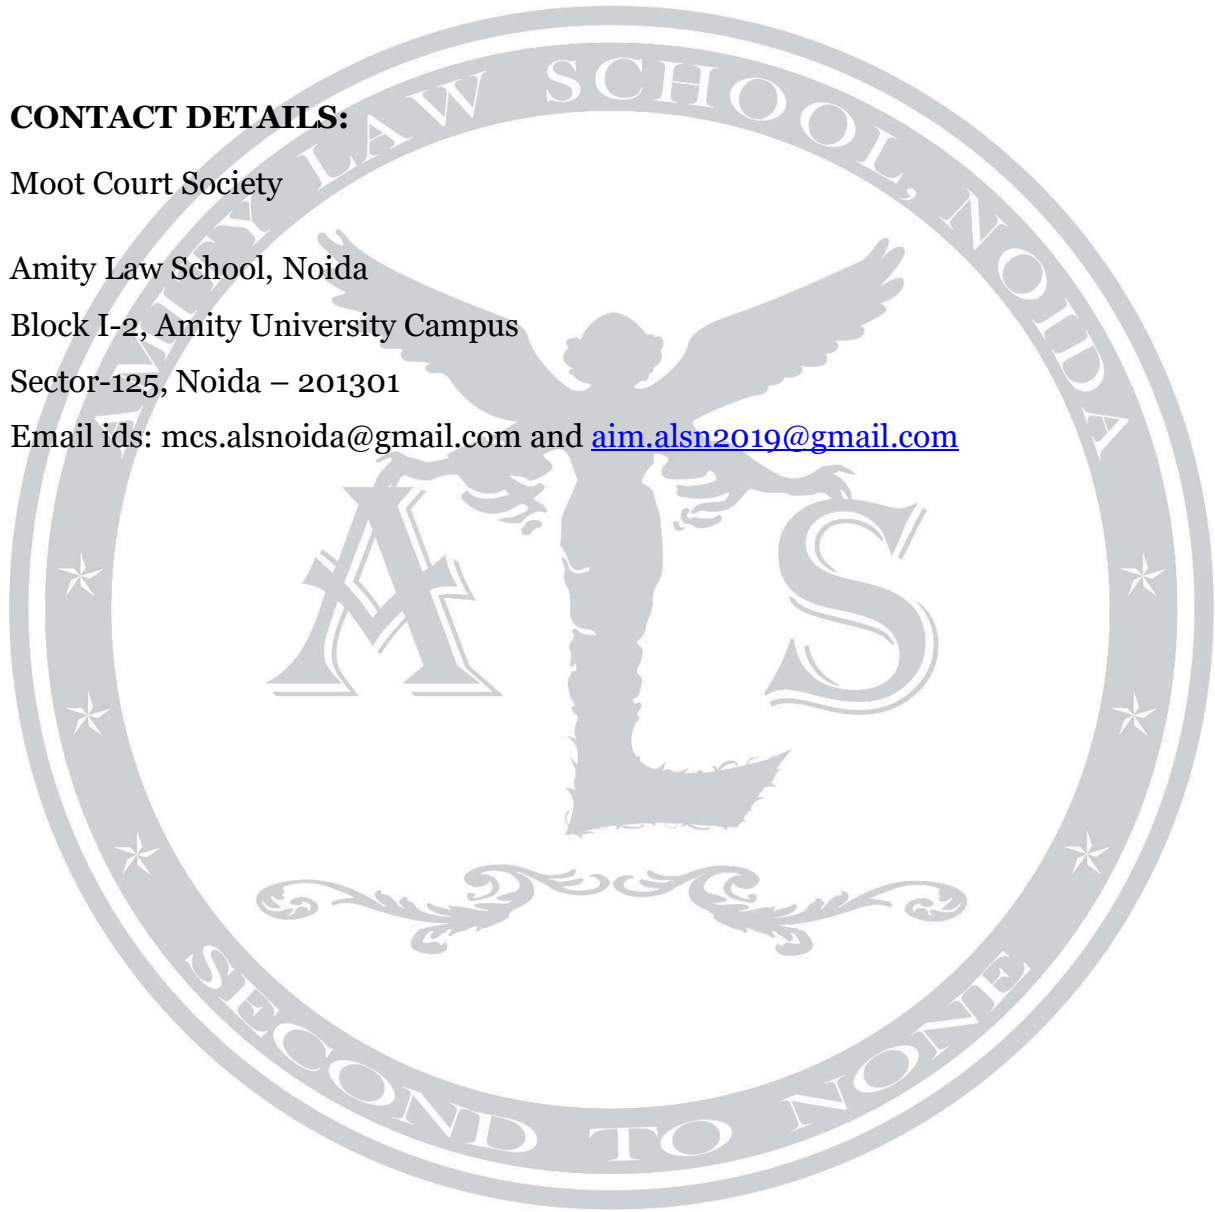 CONTACT DETAILS:
Moot Court Society
Amity Law School, Noida
Block I-2, Amity University Campus
Sector-125, Noida – 201301
Email ids: mcs.alsnoida@gmail.com and aim.alsn2019@gmail.com
AMITY LAW SCHOOL, NOIDA
A L S
SECOND TO NONE